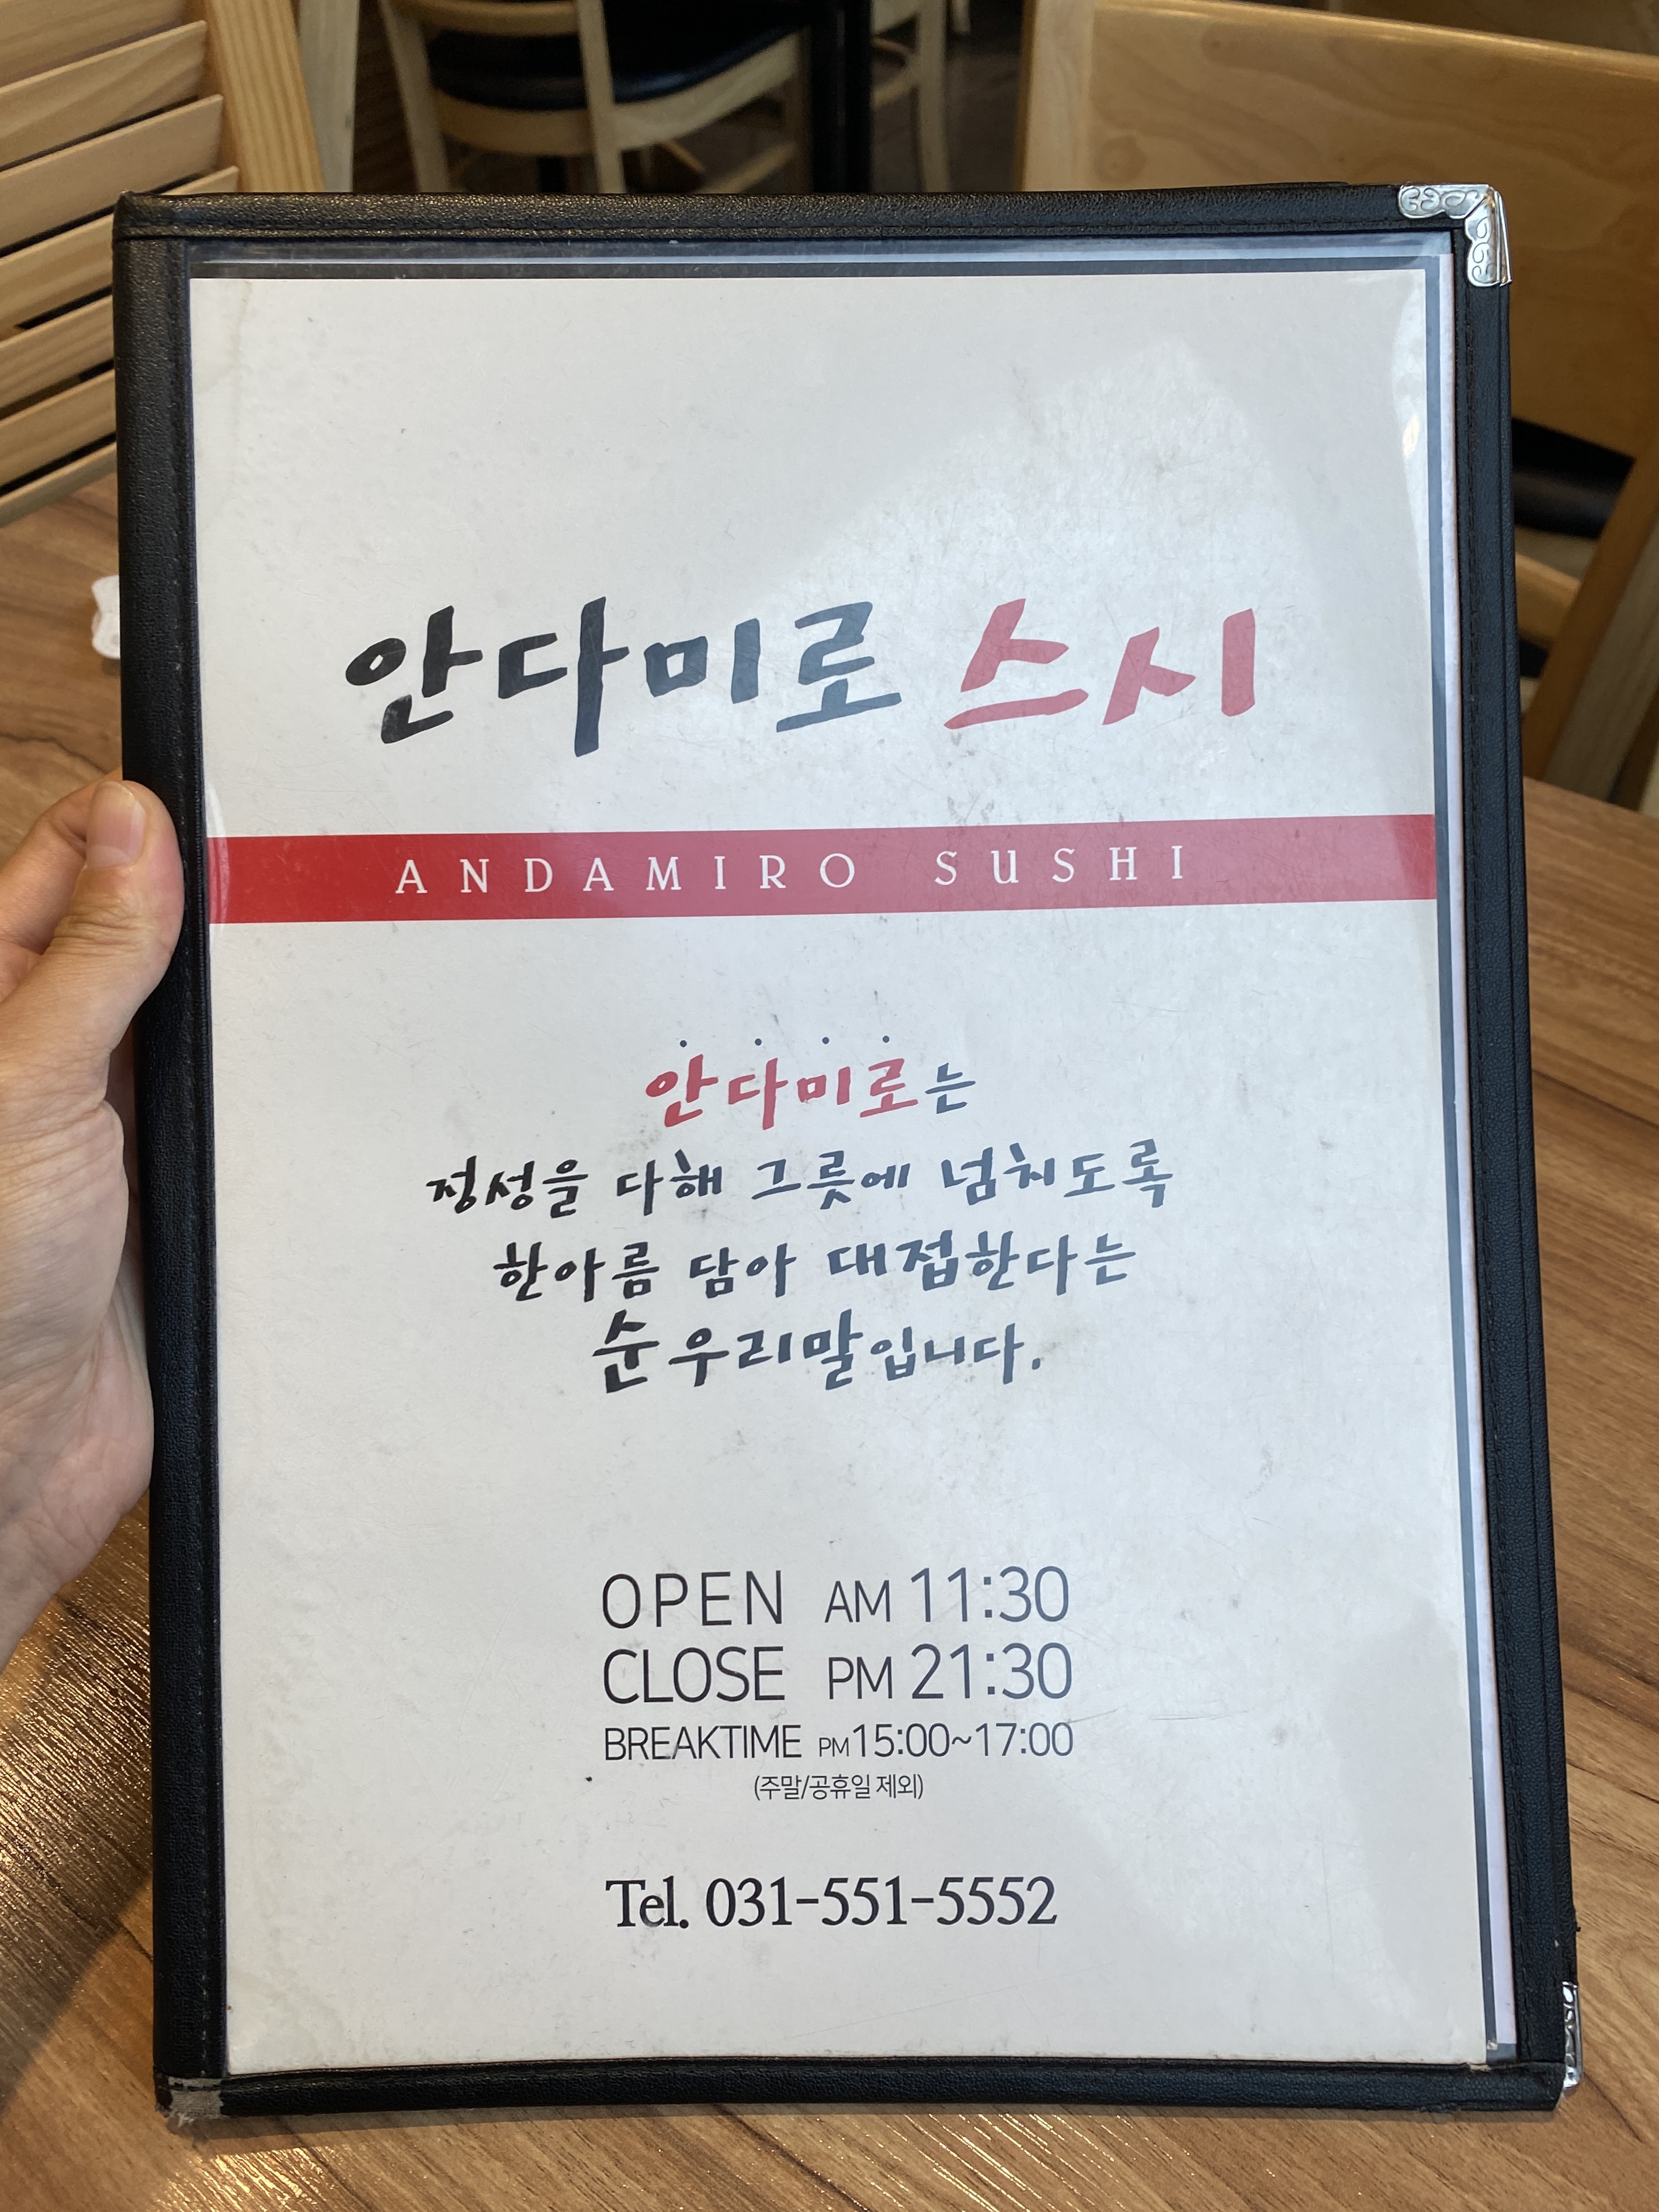 안다미로 스시
ANDAMIRO SUSHI
안다미로는
정성을 다해 그릇에 넘치도록
한아름 담아 대접한다는
순 우리말입니다.
OPEN AM 11:30
CLOSE PM 21:30
BREAKTIME PM15:00~17:00
(주말/공휴일 제외)
Tel. 031-551-5552